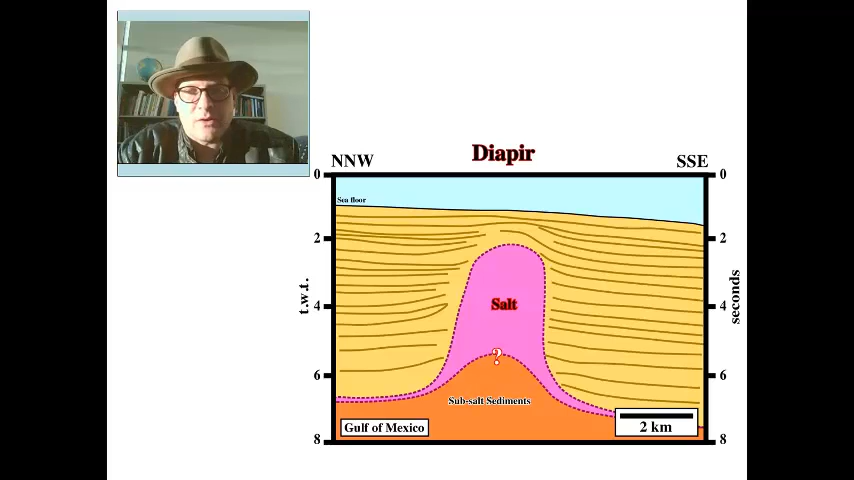 Diapir
NNW
SSE
0
0
Sea floor
2
2
t.w.t.
seconds
4
Salt
4
?
6
6
Sub-salt Sediments
2 km
Gulf of Mexico
8
8